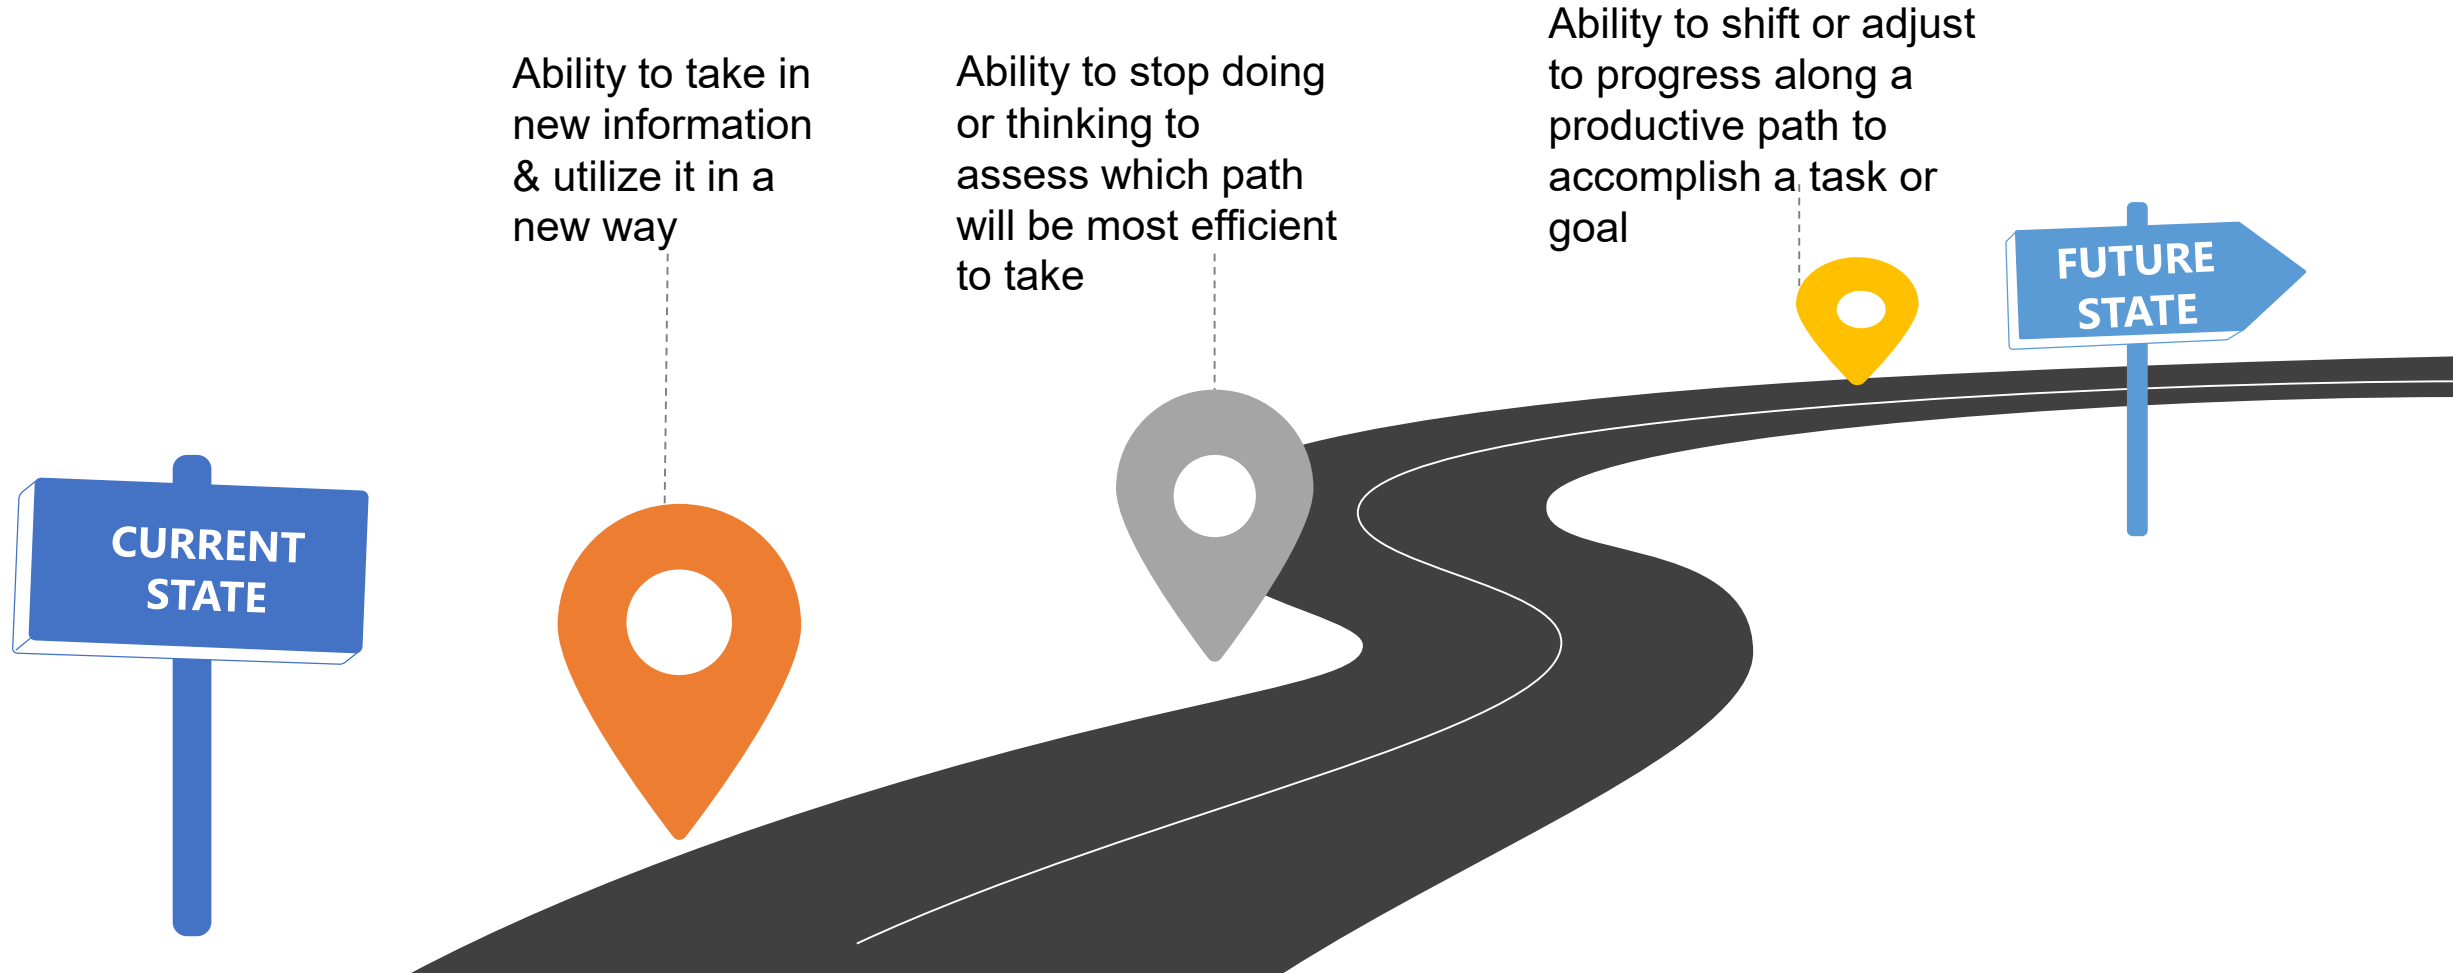 Ability to take in
new information
& utilize it in a
new way
Ability to stop doing
or thinking to
assess which path
will be most efficient
to take
Ability to shift or adjust
to progress along a
productive path to
accomplish a task or
goal
CURRENT
STATE
FUTURE
STATE